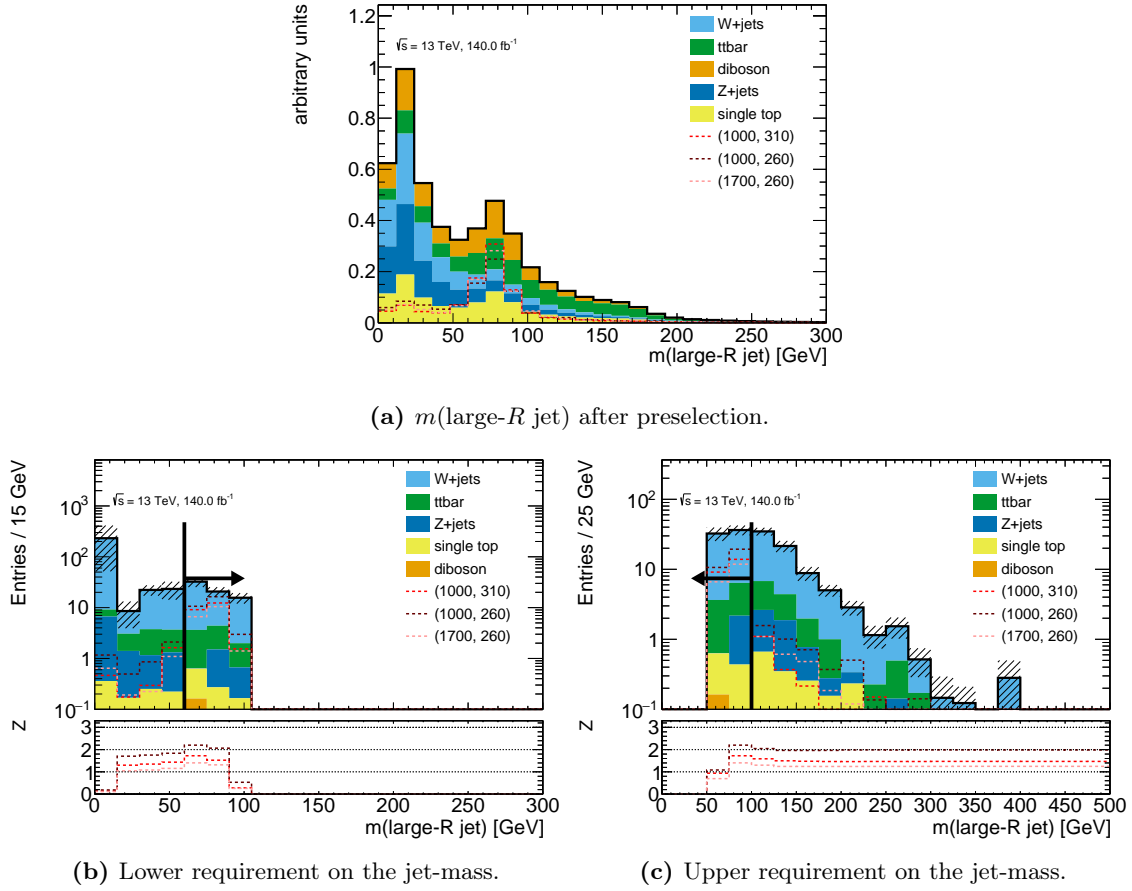 arbitrary units
1.2
1
0.8
0.6
0.4
0.2
0
√s = 13 TeV, 140.0 fb⁻¹
W+jets
ttbar
diboson
Z+jets
single top
(1000, 310)
(1000, 260)
(1700, 260)
0 50 100 150 200 250 300
m(large-R jet) [GeV]
(a) m(large-R jet) after preselection.
Entries / 15 GeV
10³
10²
10
1
10⁻¹
√s = 13 TeV, 140.0 fb⁻¹
W+jets
ttbar
Z+jets
single top
diboson
(1000, 310)
(1000, 260)
(1700, 260)
Z
3
2
1
0
0 50 100 150 200 250 300
m(large-R jet) [GeV]
(b) Lower requirement on the jet-mass.
Entries / 25 GeV
10²
10
1
10⁻¹
√s = 13 TeV, 140.0 fb⁻¹
W+jets
ttbar
Z+jets
single top
diboson
(1000, 310)
(1000, 260)
(1700, 260)
Z
3
2
1
0
0 50 100 150 200 250 300 350 400 450 500
m(large-R jet) [GeV]
(c) Upper requirement on the jet-mass.